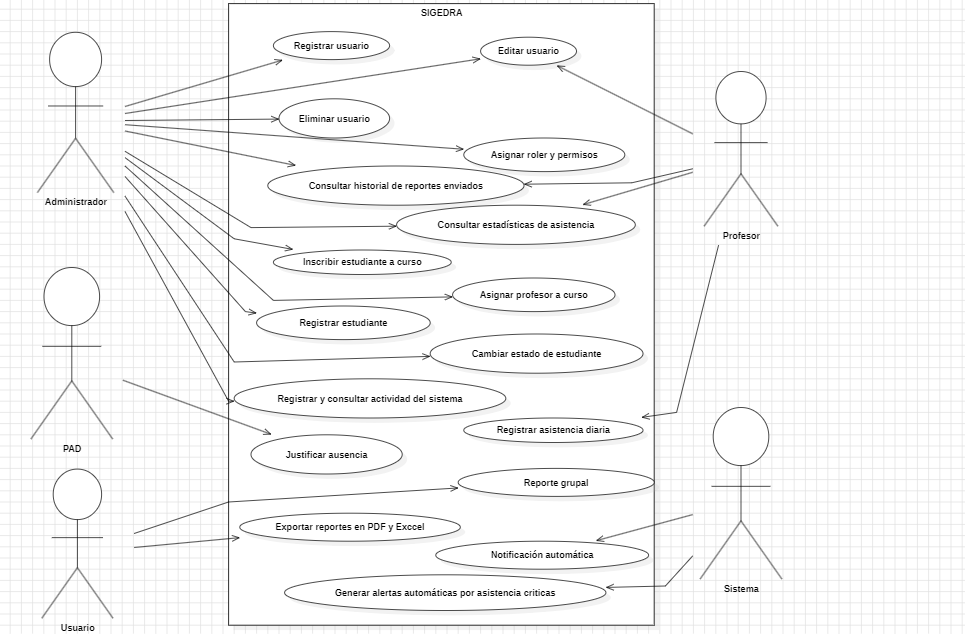 SIGEDRA
Registrar usuario
Editar usuario
Eliminar usuario
Asignar roler y permisos
Consultar historial de reportes enviados
Administrador
Consultar estadísticas de asistencia
Profesor
Inscribir estudiante a curso
Asignar profesor a curso
Registrar estudiante
Cambiar estado de estudiante
Registrar y consultar actividad del sistema
Registrar asistencia diaria
PAD
Justificar ausencia
Reporte grupal
Exportar reportes en PDF y Exccel
Notificación automática
Sistema
Generar alertas automáticas por asistencia criticas
Usuario